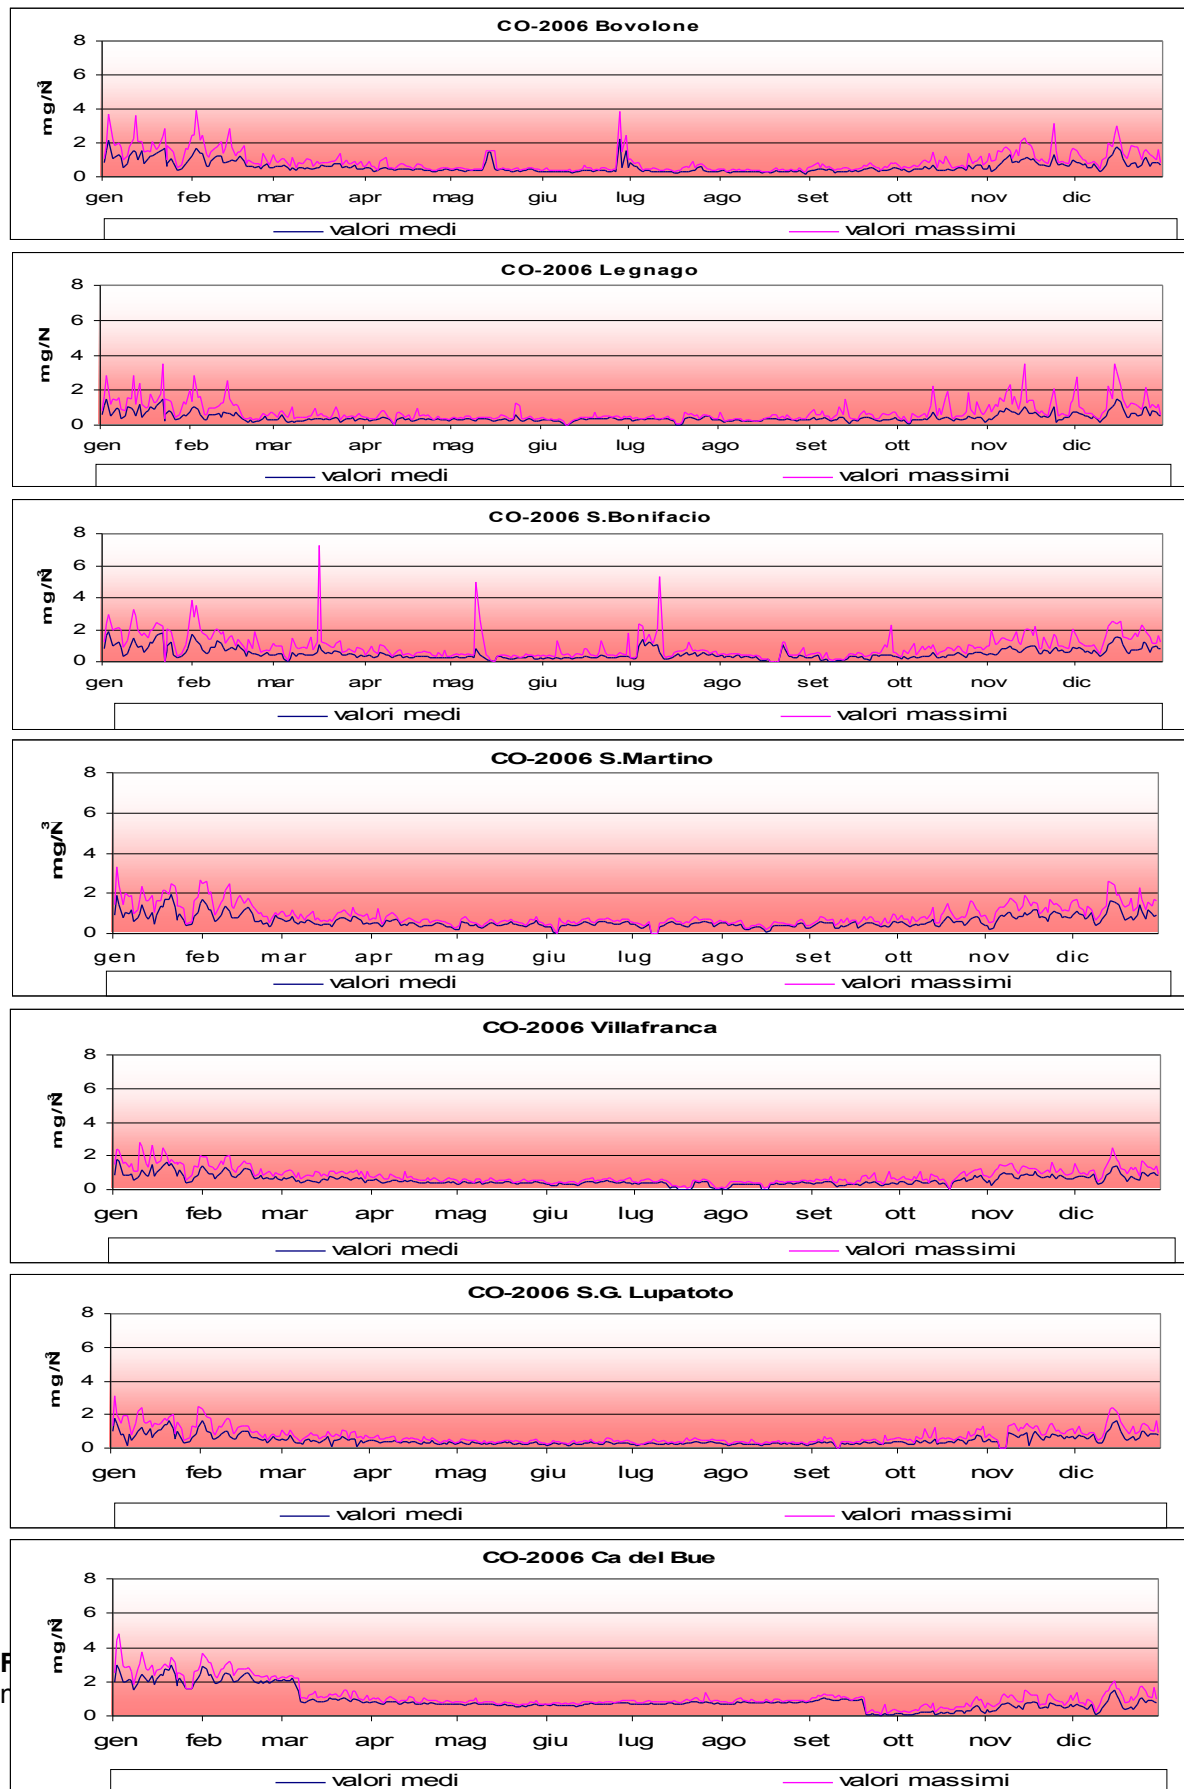 CO-2006 Bovolone
8
6
4
2
0
mg/N3
gen feb mar apr mag giu lug ago set ott nov dic
valori medi valori massimi
CO-2006 Legnago
8
6
4
2
0
mg/N
gen feb mar apr mag giu lug ago set ott nov dic
valori medi valori massimi
CO-2006 S.Bonifacio
8
6
4
2
0
mg/N3
gen feb mar apr mag giu lug ago set ott nov dic
valori medi valori massimi
CO-2006 S.Martino
8
6
4
2
0
mg/N3
gen feb mar apr mag giu lug ago set ott nov dic
valori medi valori massimi
CO-2006 Villafranca
8
6
4
2
0
mg/N3
gen feb mar apr mag giu lug ago set ott nov dic
valori medi valori massimi
CO-2006 S.G. Lupatoto
8
6
4
2
0
mg/N3
gen feb mar apr mag giu lug ago set ott nov dic
valori medi valori massimi
CO-2006 Ca del Bue
8
6
4
2
0
mg/N3
gen feb mar apr mag giu lug ago set ott nov dic
valori medi valori massimi